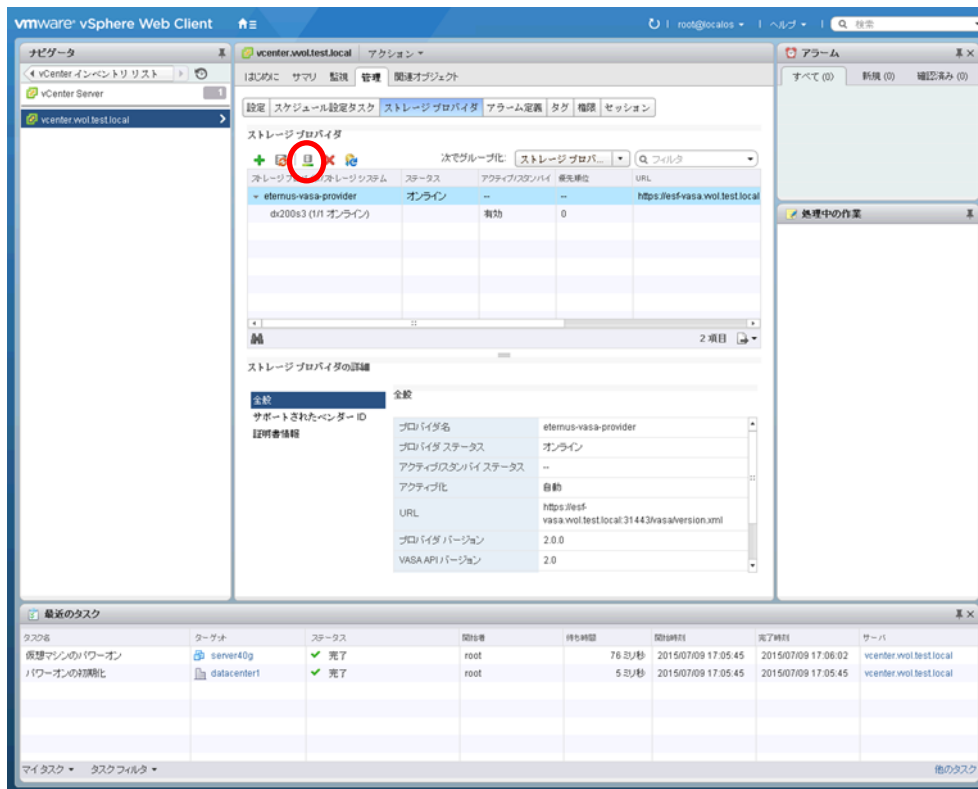 vmware® vSphere Web Client
root@localos
ヘルプ
検索
ナビゲータ
vCenter インベントリ リスト
vCenter Server 1
vcenter.wol.test.local
vcenter.wol.test.local アクション
はじめに サマリ 監視 管理 関連オブジェクト
設定 スケジュール設定タスク ストレージ プロバイダ アラーム定義 タグ 権限 セッション
ストレージ プロバイダ
次でグループ化: ストレージ プロバ... フィルタ
ストレージ プロバイダ/ストレージ システム ステータス アクティブ/スタンバイ 優先順位 URL
eternus-vasa-provider オンライン -- -- https://esf-vasa.wol.test.local
dx200s3 (1/1 オンライン) 有効 0
2 項目
ストレージ プロバイダの詳細
全般
サポートされたベンダー ID
証明書情報
全般
プロバイダ名 eternus-vasa-provider
プロバイダ ステータス オンライン
アクティブ/スタンバイ ステータス --
アクティブ化 自動
URL https://esf-
vasa.wol.test.local:31443/vasa/version.xml
プロバイダ バージョン 2.0.0
VASA API バージョン 2.0
アラーム
すべて (0) 新規 (0) 確認済み (0)
処理中の作業
最近のタスク
タスク名 ターゲット ステータス 開始者 待ち時間 開始時刻 完了時刻 サーバ
仮想マシンのパワーオン server40g 完了 root 76 ミリ秒 2015/07/09 17:05:45 2015/07/09 17:06:02 vcenter.wol.test.local
パワーオンの初期化 datacenter1 完了 root 5 ミリ秒 2015/07/09 17:05:45 2015/07/09 17:05:45 vcenter.wol.test.local
マイ タスク タスク フィルタ 他のタスク